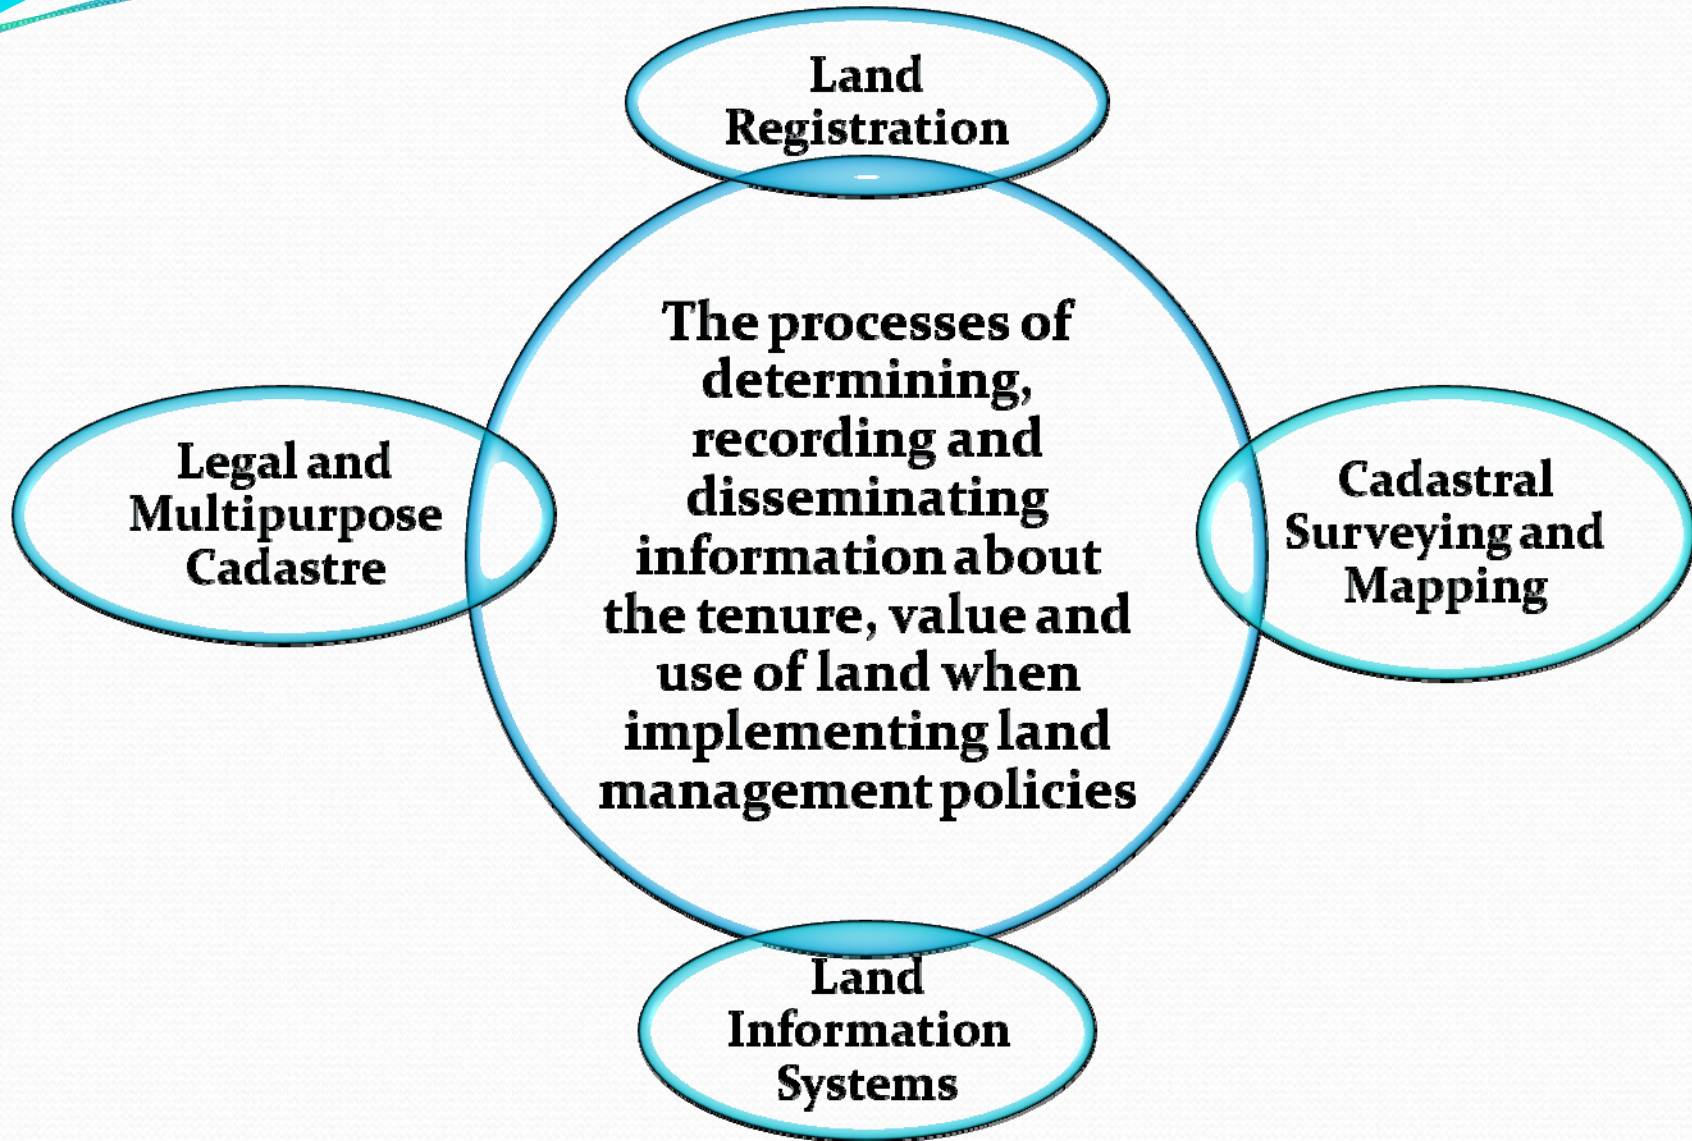 Land
Registration
The processes of
determining,
recording and
disseminating
information about
the tenure, value and
use of land when
implementing land
management policies
Legal and
Multipurpose
Cadastre
Cadastral
Surveying and
Mapping
Land
Information
Systems